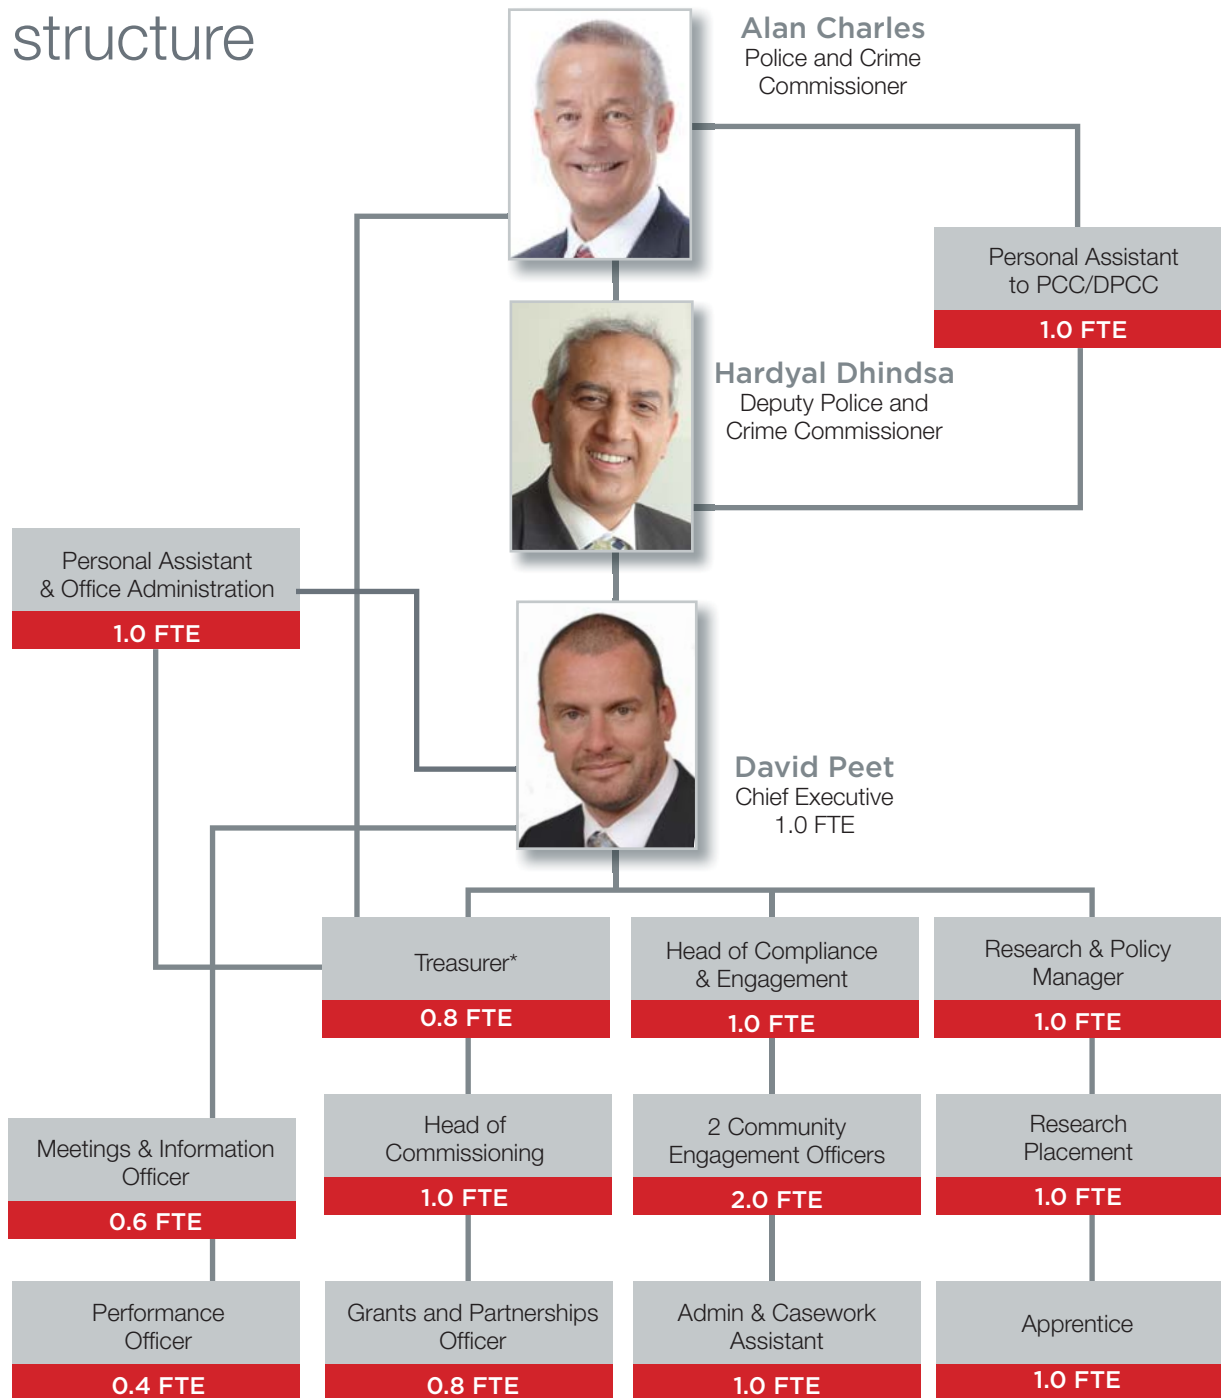 structure
Alan Charles
Police and Crime
Commissioner
Personal Assistant
to PCC/DPCC
1.0 FTE
Hardyal Dhindsa
Deputy Police and
Crime Commissioner
Personal Assistant
& Office Administration
1.0 FTE
David Peet
Chief Executive
1.0 FTE
Treasurer*
0.8 FTE
Head of Compliance
& Engagement
1.0 FTE
Research & Policy
Manager
1.0 FTE
Meetings & Information
Officer
0.6 FTE
Head of
Commissioning
1.0 FTE
2 Community
Engagement Officers
2.0 FTE
Research
Placement
1.0 FTE
Performance
Officer
0.4 FTE
Grants and Partnerships
Officer
0.8 FTE
Admin & Casework
Assistant
1.0 FTE
Apprentice
1.0 FTE